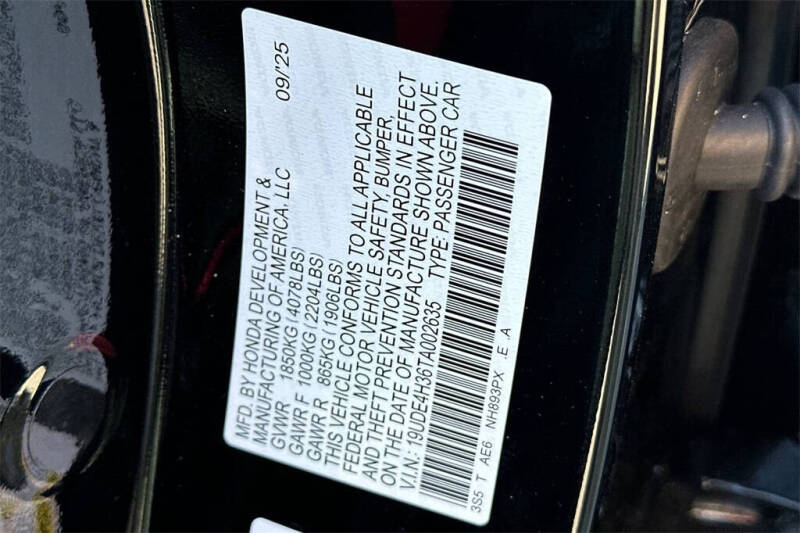 MFD. BY HONDA DEVELOPMENT &
MANUFACTURING OF AMERICA, LLC 09/'25
GVWR 1850KG (4078LBS)
GAWR F 1000KG (2204LBS)
GAWR R 865KG (1906LBS)
THIS VEHICLE CONFORMS TO ALL APPLICABLE
FEDERAL MOTOR VEHICLE SAFETY, BUMPER,
AND THEFT PREVENTION STANDARDS IN EFFECT
ON THE DATE OF MANUFACTURE SHOWN ABOVE.
V.I.N.: 19UDE4H36TA002635 TYPE: PASSENGER CAR
3S5 T AE6 NH893PX .E .A